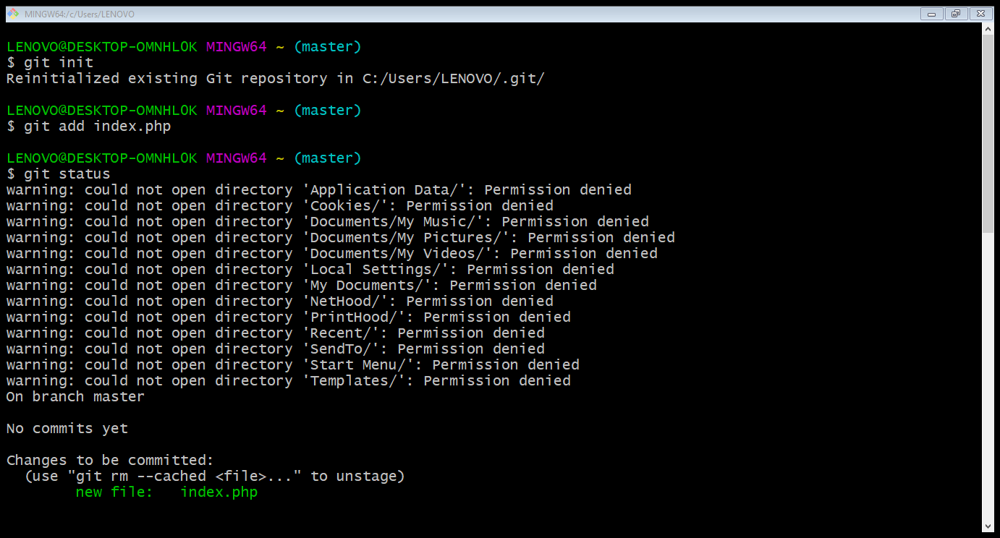 MINGW64:/c/Users/LENOVO
LENOVO@DESKTOP-OMNHL0K MINGW64 ~ (master)
$ git init
Reinitialized existing Git repository in C:/Users/LENOVO/.git/
LENOVO@DESKTOP-OMNHL0K MINGW64 ~ (master)
$ git add index.php
LENOVO@DESKTOP-OMNHL0K MINGW64 ~ (master)
$ git status
warning: could not open directory 'Application Data/': Permission denied
warning: could not open directory 'Cookies/': Permission denied
warning: could not open directory 'Documents/My Music/': Permission denied
warning: could not open directory 'Documents/My Pictures/': Permission denied
warning: could not open directory 'Documents/My Videos/': Permission denied
warning: could not open directory 'Local Settings/': Permission denied
warning: could not open directory 'My Documents/': Permission denied
warning: could not open directory 'NetHood/': Permission denied
warning: could not open directory 'PrintHood/': Permission denied
warning: could not open directory 'Recent/': Permission denied
warning: could not open directory 'SendTo/': Permission denied
warning: could not open directory 'Start Menu/': Permission denied
warning: could not open directory 'Templates/': Permission denied
On branch master
No commits yet
Changes to be committed:
  (use "git rm --cached <file>..." to unstage)
        new file:   index.php